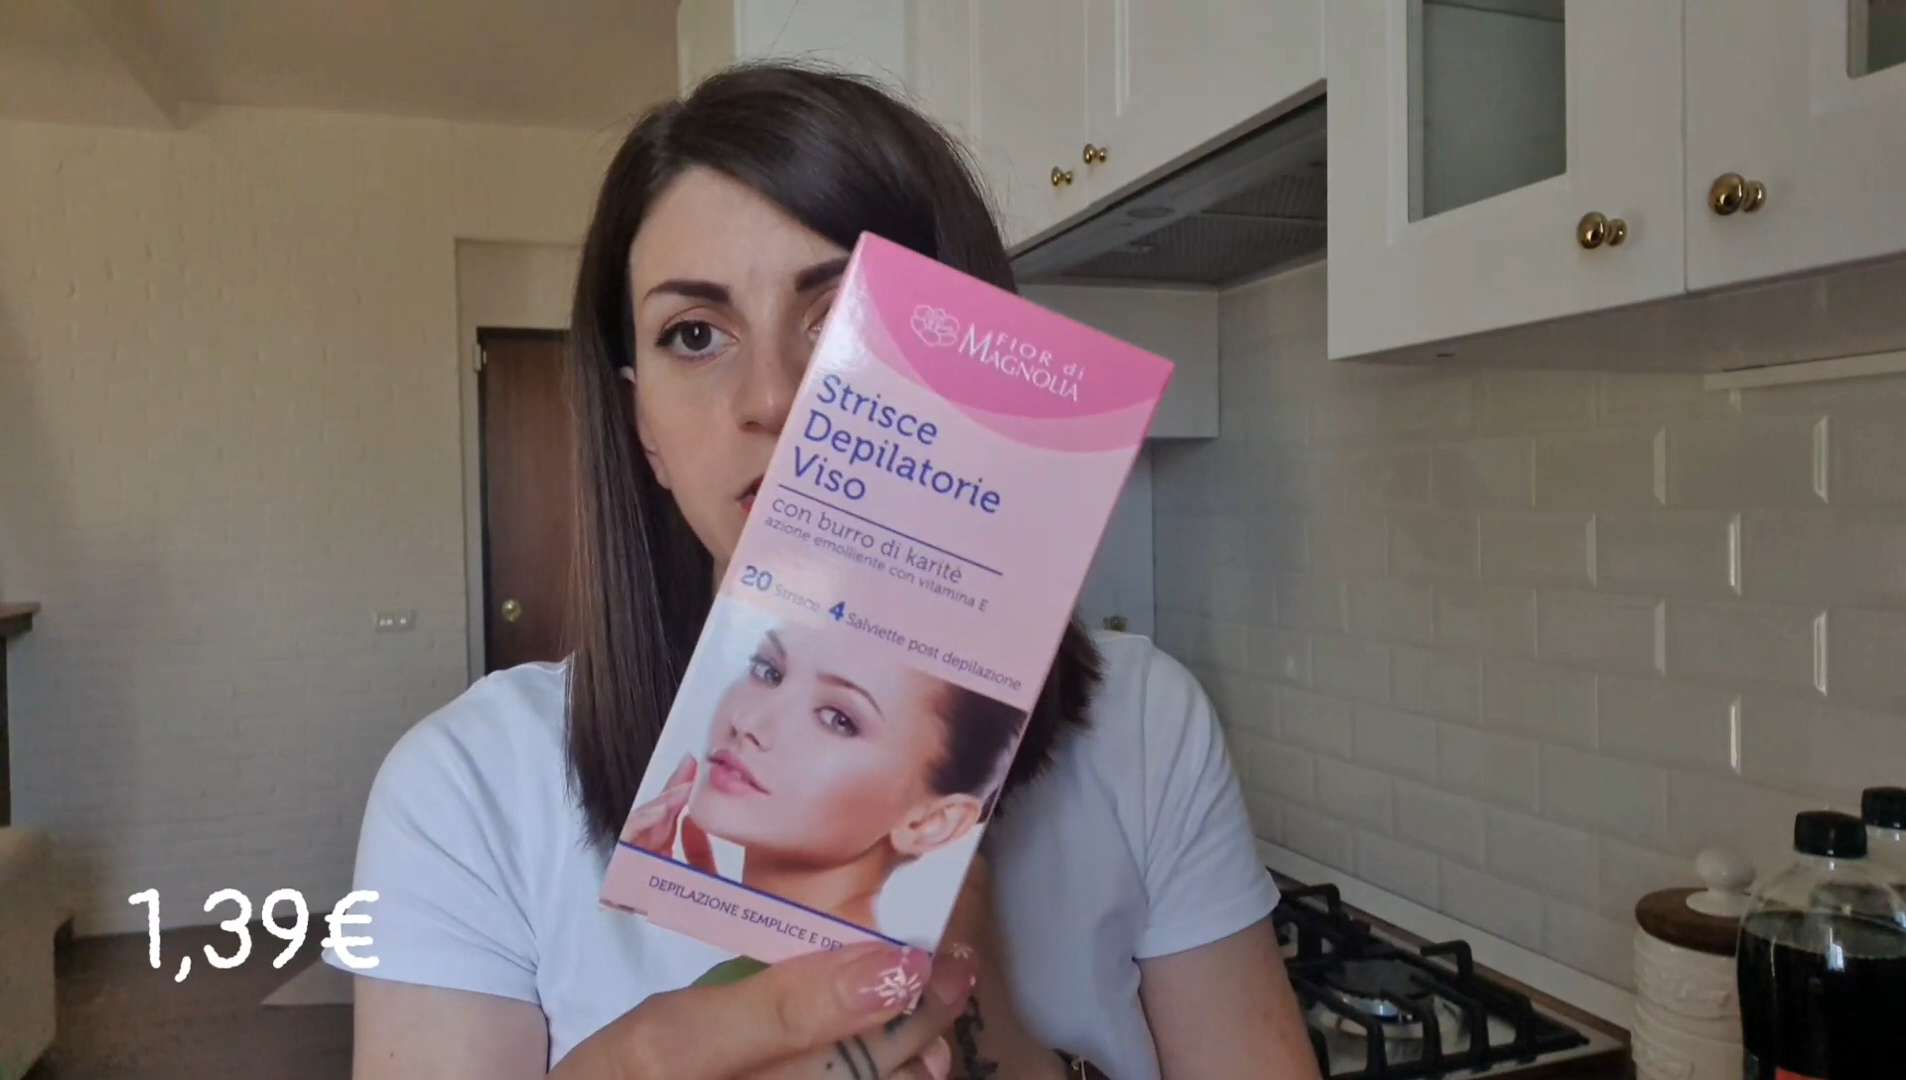 FIOR di
MAGNOLIA
Strisce
Depilatorie
Viso
con burro di karitè
azione emolliente con vitamina E
20 Strisce 4 Salviette post depilazione
DEPILAZIONE SEMPLICE E
1,39€